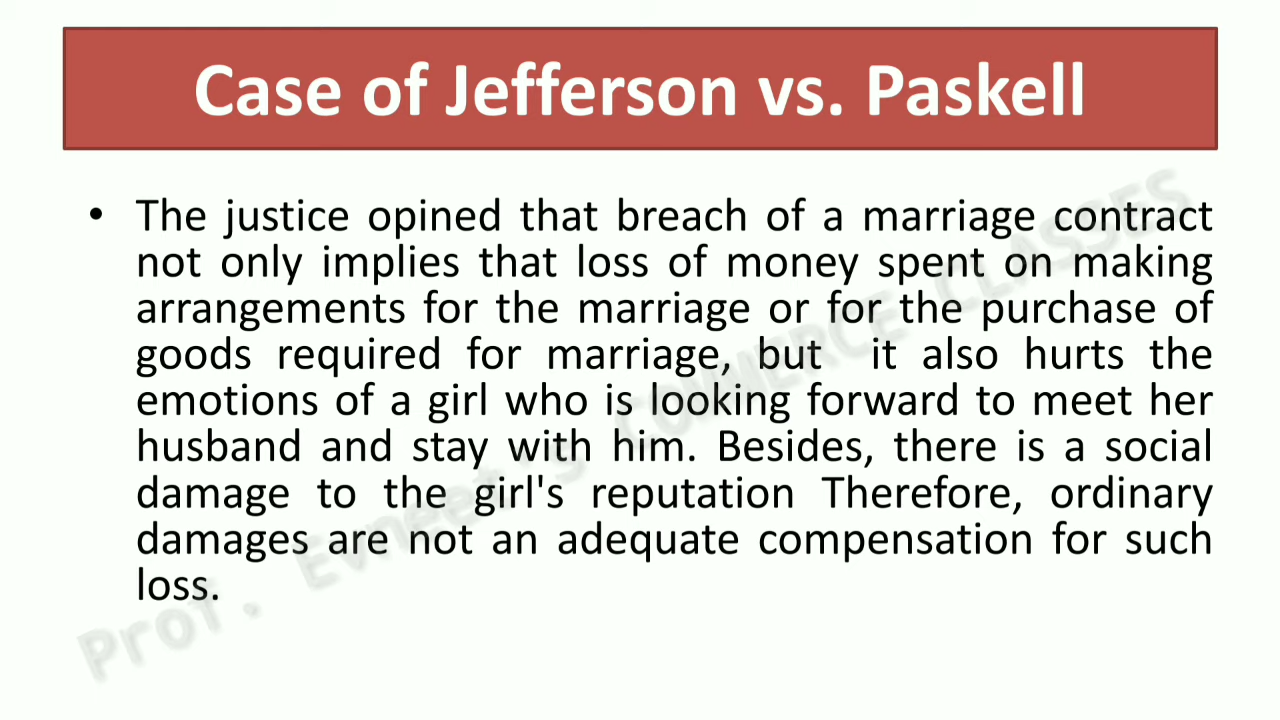 Case of Jefferson vs. Paskell
• The justice opined that breach of a marriage contract
not only implies that loss of money spent on making
arrangements for the marriage or for the purchase of
goods required for marriage, but it also hurts the
emotions of a girl who is looking forward to meet her
husband and stay with him. Besides, there is a social
damage to the girl's reputation Therefore, ordinary
damages are not an adequate compensation for such
loss.
Prof. Evneet's COMMERCE CLASSES